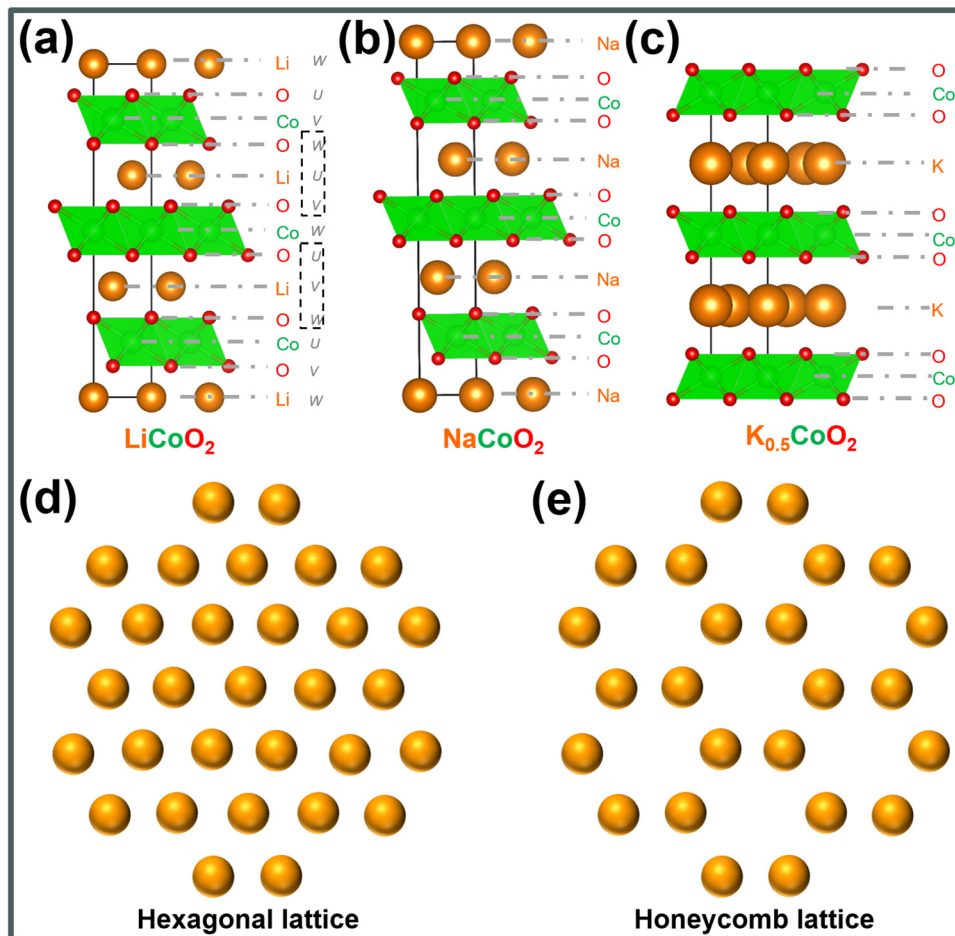 (a)
Li W
O U
Co V
O W
Li U
O V
Co W
O U
Li V
O W
Co U
O V
Li W
LiCoO₂
(b)
Na
O
Co
O
Na
O
Co
O
Na
O
Co
O
Na
NaCoO₂
(c)
O
Co
O
K
O
Co
O
K
O
Co
O
K₀.₅CoO₂
(d)
Hexagonal lattice
(e)
Honeycomb lattice